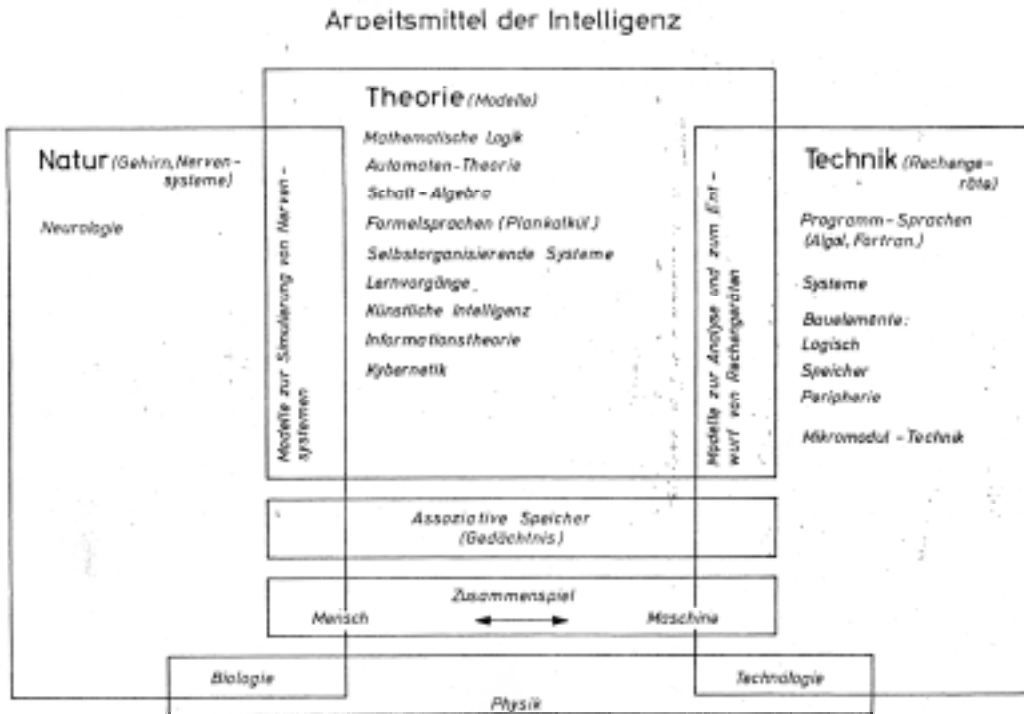 Arbeitsmittel der Intelligenz
Theorie (Modelle)
Mathematische Logik
Automaten-Theorie
Schalt-Algebra
Formelsprachen (Plankalkül)
Selbstorganisierende Systeme
Lernvorgänge
Künstliche Intelligenz
Informationstheorie
Kybernetik
Natur (Gehirn, Nerven-
systeme)
Neurologie
Modelle zur Simulierung von Nerven-
systemen
Modelle zur Analyse und zum Ent-
wurf von Rechengeräten
Technik (Rechenge-
räte)
Programm-Sprachen
(Algol, Fortran)
Systeme
Bauelemente:
Logisch
Speicher
Peripherie
Mikromodul-Technik
Assoziative Speicher
(Gedächtnis)
Zusammenspiel
Mensch ↔ Maschine
Biologie
Technologie
Physik